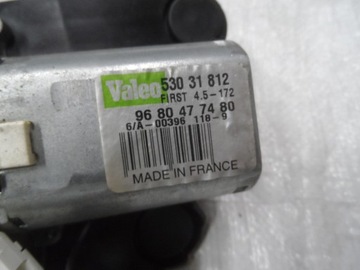 Valeo 530 31 812
FIRST 4.5-172
96 80 47 74 80
6/A-00396 118-9
MADE IN FRANCE